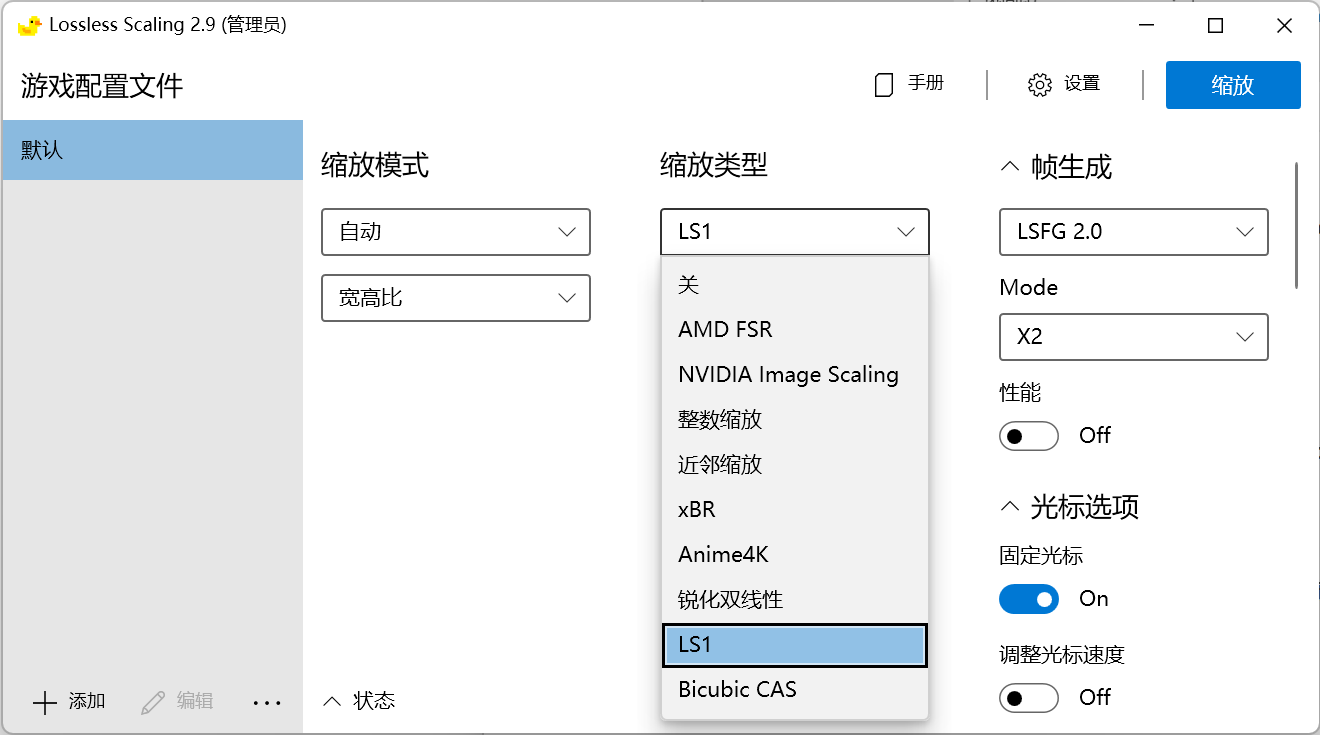 Lossless Scaling 2.9 (管理员)
游戏配置文件
手册
设置
缩放
默认
添加
编辑
缩放模式
自动
宽高比
状态
缩放类型
LS1
关
AMD FSR
NVIDIA Image Scaling
整数缩放
近邻缩放
xBR
Anime4K
锐化双线性
LS1
Bicubic CAS
帧生成
LSFG 2.0
Mode
X2
性能
Off
光标选项
固定光标
On
调整光标速度
Off